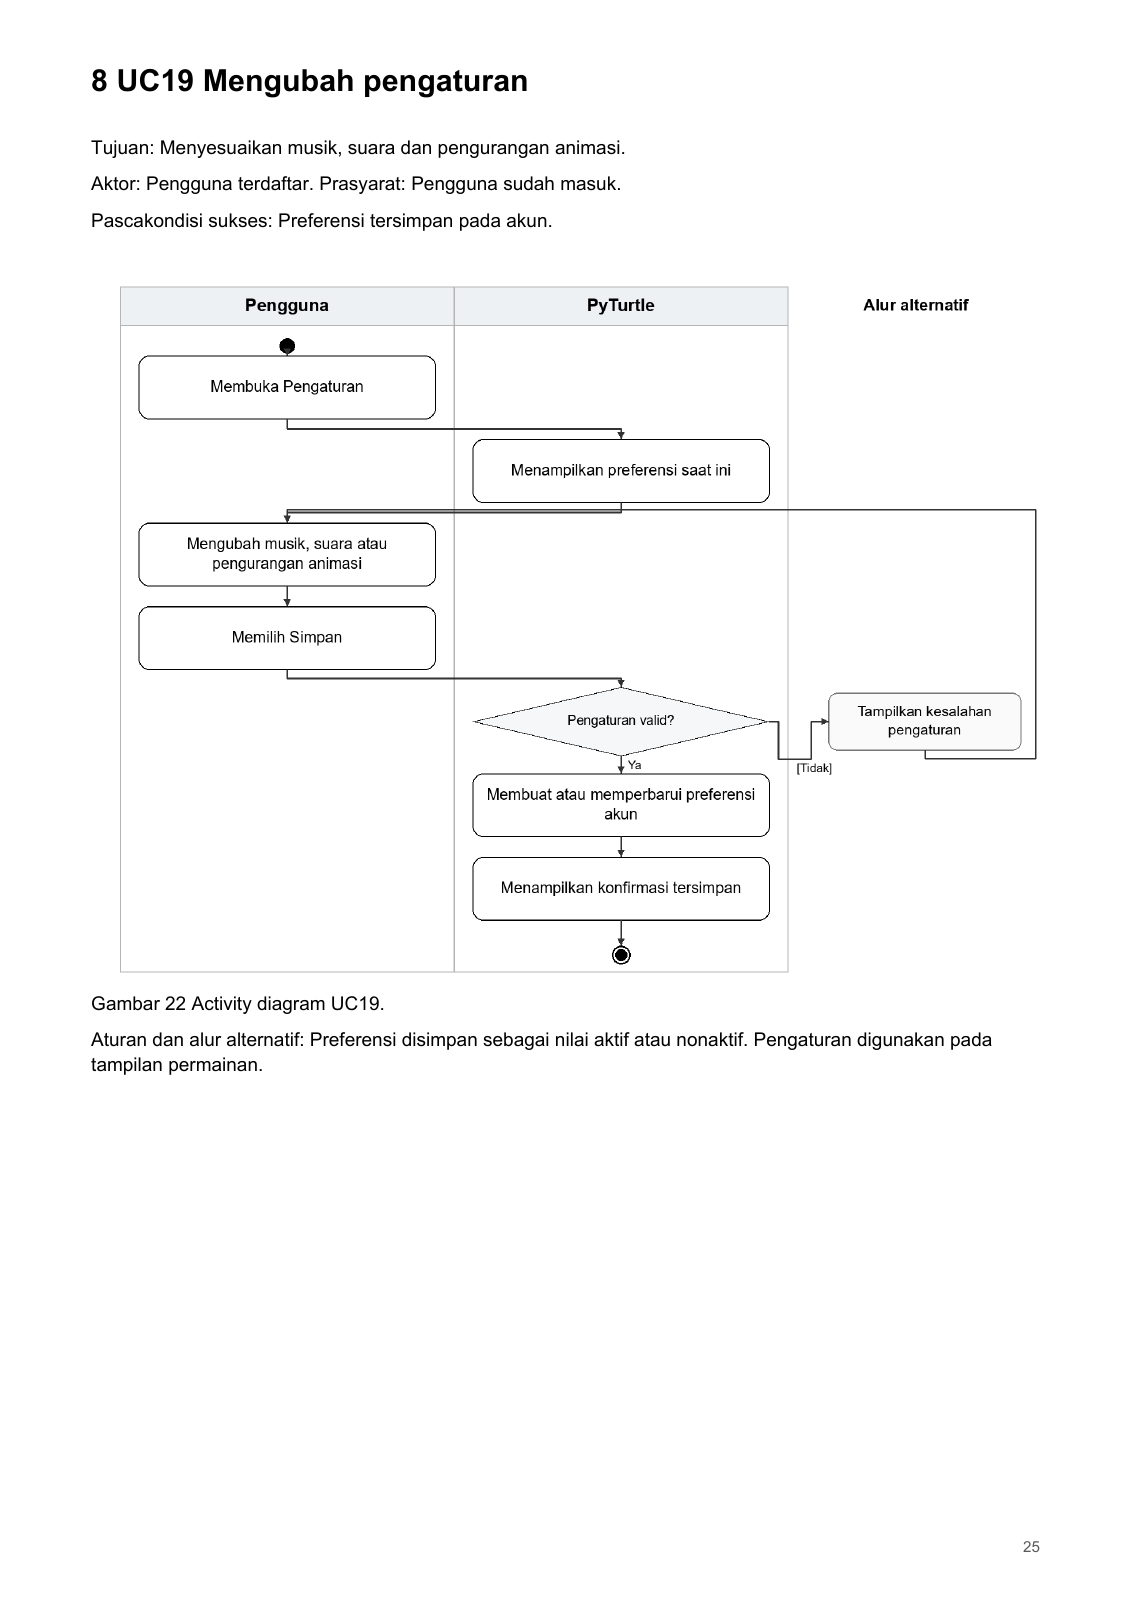 8 UC19 Mengubah pengaturan
Tujuan: Menyesuaikan musik, suara dan pengurangan animasi.
Aktor: Pengguna terdaftar. Prasyarat: Pengguna sudah masuk.
Pascakondisi sukses: Preferensi tersimpan pada akun.
Pengguna
PyTurtle
Alur alternatif
Membuka Pengaturan
Menampilkan preferensi saat ini
Mengubah musik, suara atau
pengurangan animasi
Memilih Simpan
Pengaturan valid?
Tampilkan kesalahan
pengaturan
Ya
[Tidak]
Membuat atau memperbarui preferensi
akun
Menampilkan konfirmasi tersimpan
Gambar 22 Activity diagram UC19.
Aturan dan alur alternatif: Preferensi disimpan sebagai nilai aktif atau nonaktif. Pengaturan digunakan pada
tampilan permainan.
25